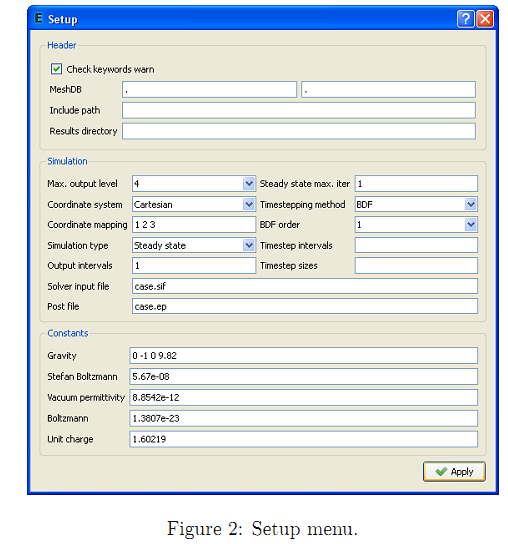 Setup
Header
Check keywords warn
MeshDB . .
Include path
Results directory
Simulation
Max. output level 4 Steady state max. iter 1
Coordinate system Cartesian Timestepping method BDF
Coordinate mapping 1 2 3 BDF order 1
Simulation type Steady state Timestep intervals
Output intervals 1 Timestep sizes
Solver input file case.sif
Post file case.ep
Constants
Gravity 0 -1 0 9.82
Stefan Boltzmann 5.67e-08
Vacuum permittivity 8.8542e-12
Boltzmann 1.3807e-23
Unit charge 1.60219
Apply
Figure 2: Setup menu.